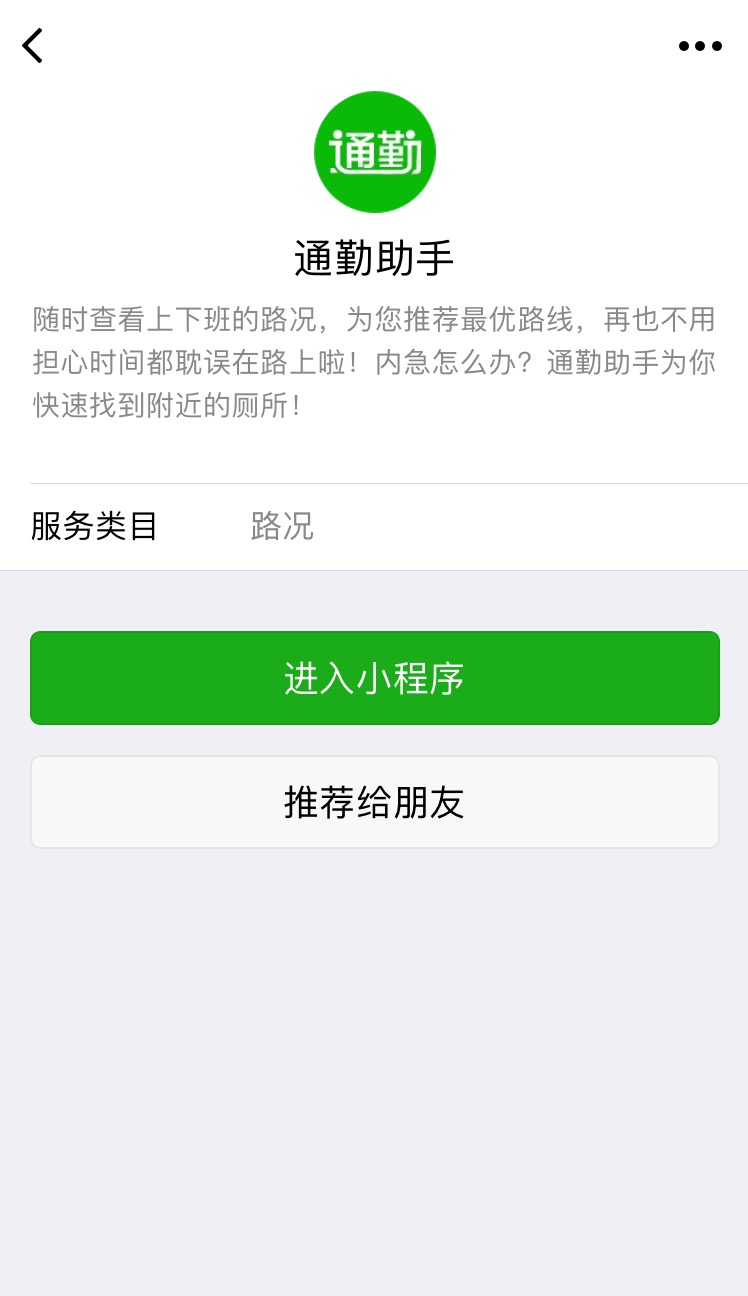 通勤
通勤助手
随时查看上下班的路况，为您推荐最优路线，再也不用
担心时间都耽误在路上啦！内急怎么办？通勤助手为你
快速找到附近的厕所！
服务类目 路况
进入小程序
推荐给朋友